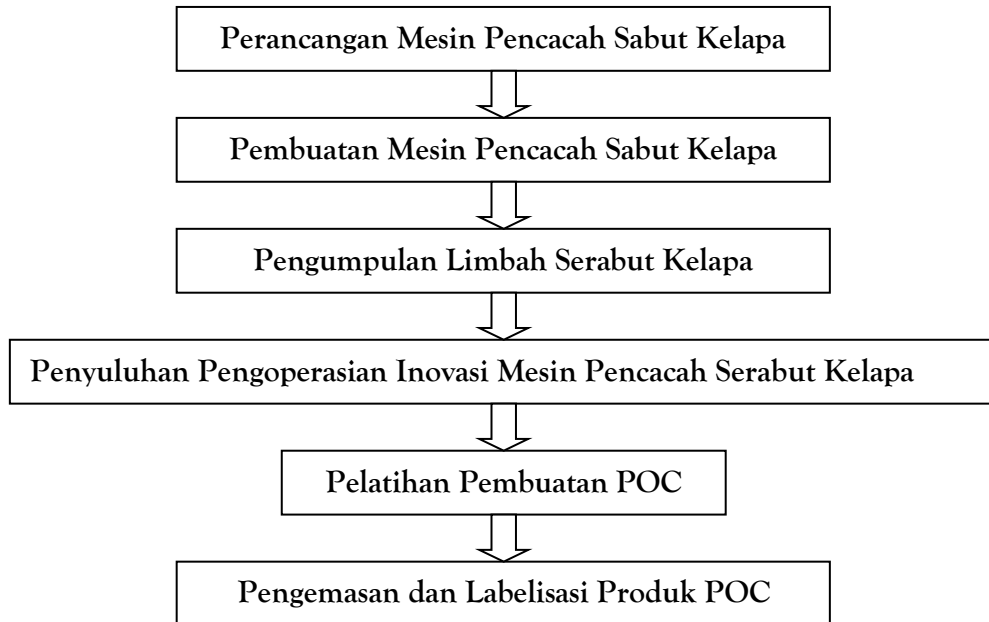 Perancangan Mesin Pencacah Sabut Kelapa
Pembuatan Mesin Pencacah Sabut Kelapa
Pengumpulan Limbah Serabut Kelapa
Penyuluhan Pengoperasian Inovasi Mesin Pencacah Serabut Kelapa
Pelatihan Pembuatan POC
Pengemasan dan Labelisasi Produk POC